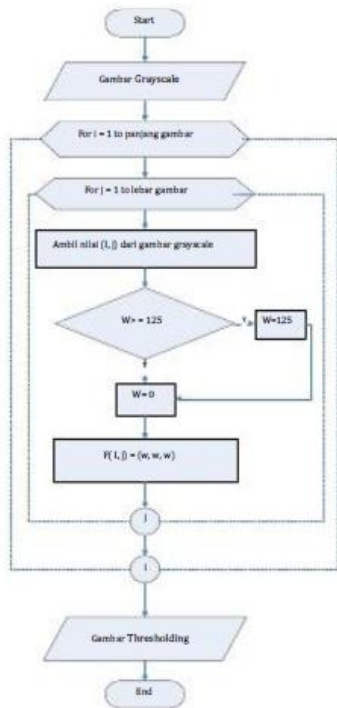 Start
Gambar Grayscale
For i = 1 to panjang gambar
For j = 1 to lebar gambar
Ambil nilai (I, j) dari gambar grayscale
W> = 125
W=125
W= 0
F( I, j) = (w, w, w)
j
i
Gambar Thresholding
End